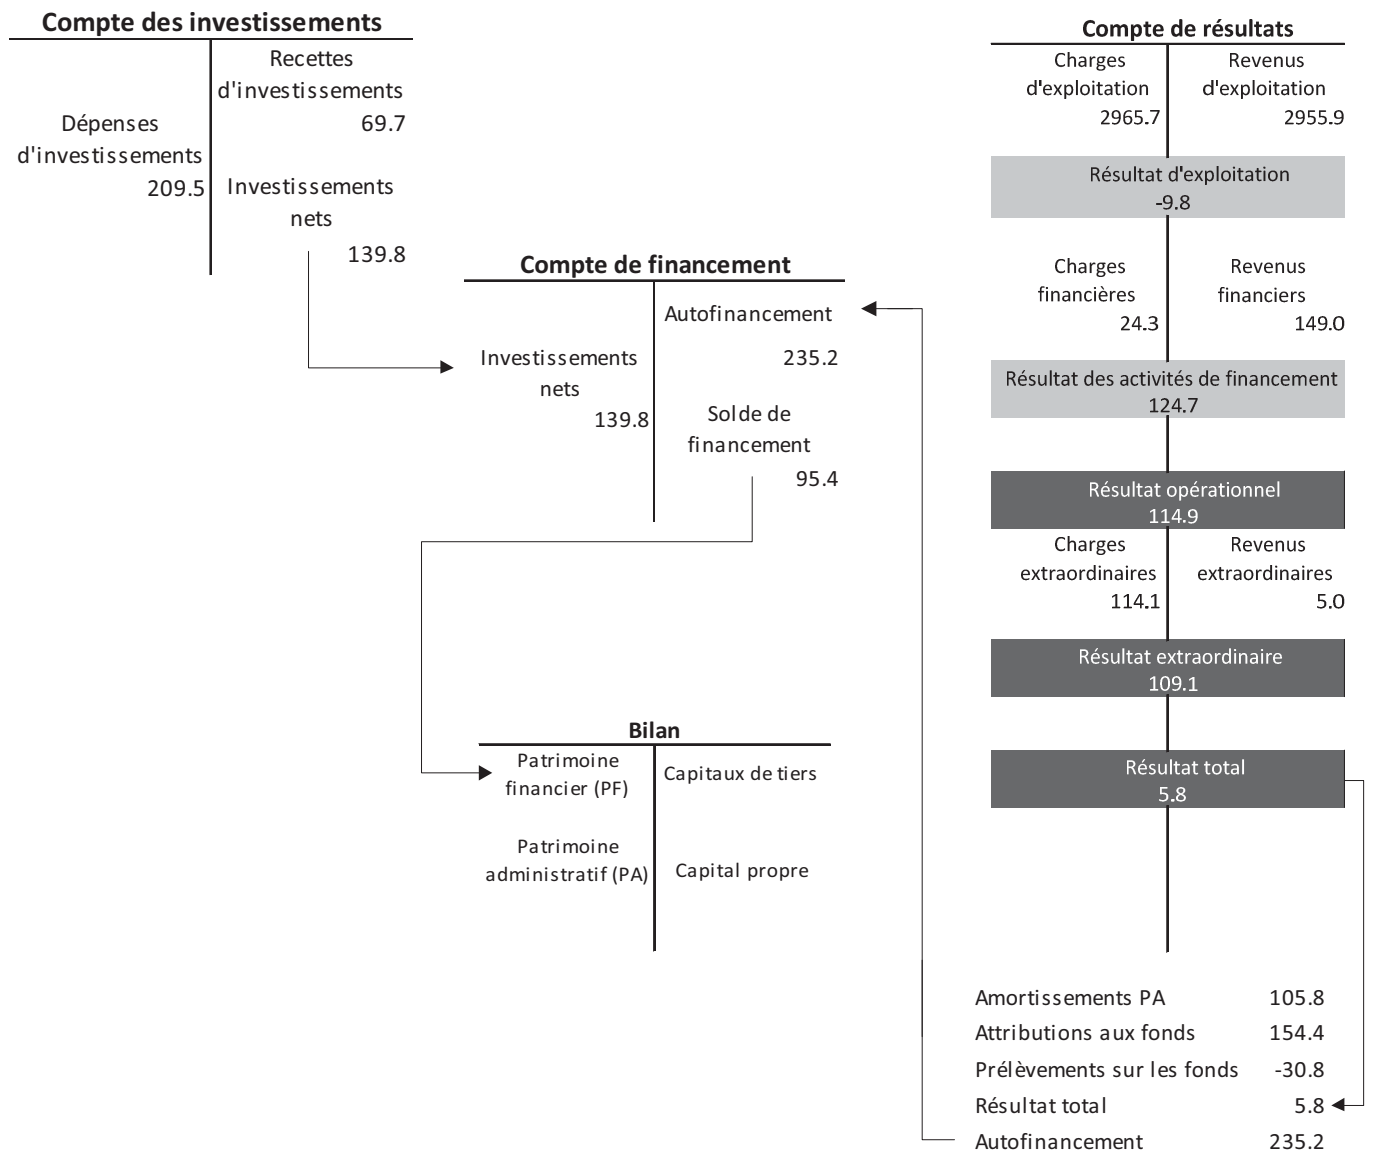 Compte des investissements
Recettes
d'investissements
69.7
Dépenses
d'investissements
209.5
Investissements
nets
139.8
Compte de financement
Autofinancement
235.2
Investissements
nets
139.8
Solde de
financement
95.4
Bilan
Patrimoine
financier (PF)
Capitaux de tiers
Patrimoine
administratif (PA)
Capital propre
Compte de résultats
Charges
d'exploitation
2965.7
Revenus
d'exploitation
2955.9
Résultat d'exploitation
-9.8
Charges
financières
24.3
Revenus
financiers
149.0
Résultat des activités de financement
124.7
Résultat opérationnel
114.9
Charges
extraordinaires
114.1
Revenus
extraordinaires
5.0
Résultat extraordinaire
109.1
Résultat total
5.8
Amortissements PA 105.8
Attributions aux fonds 154.4
Prélèvements sur les fonds -30.8
Résultat total 5.8
Autofinancement 235.2